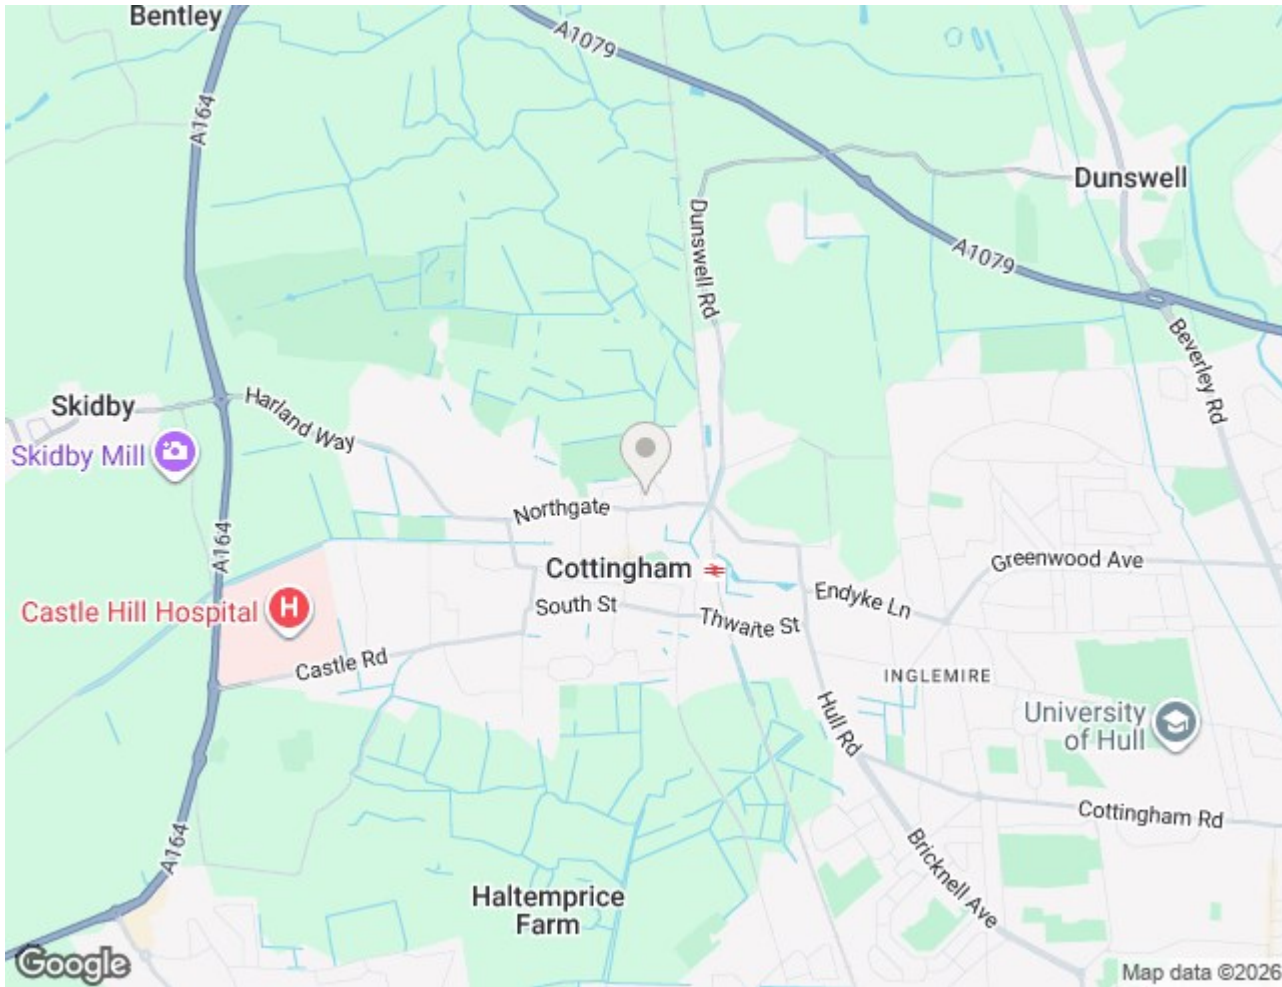 Bentley
A1079
A164
Dunswell
Dunswell Rd
A1079
Beverley Rd
Skidby
Harland Way
Skidby Mill
Northgate
A164
Cottingham
Greenwood Ave
Endyke Ln
Castle Hill Hospital
H
South St
Thwaite St
Castle Rd
INGLEMIRE
University
of Hull
Hull Rd
Cottingham Rd
A164
Bricknell Ave
Haltemprice
Farm
Google
Map data ©2026